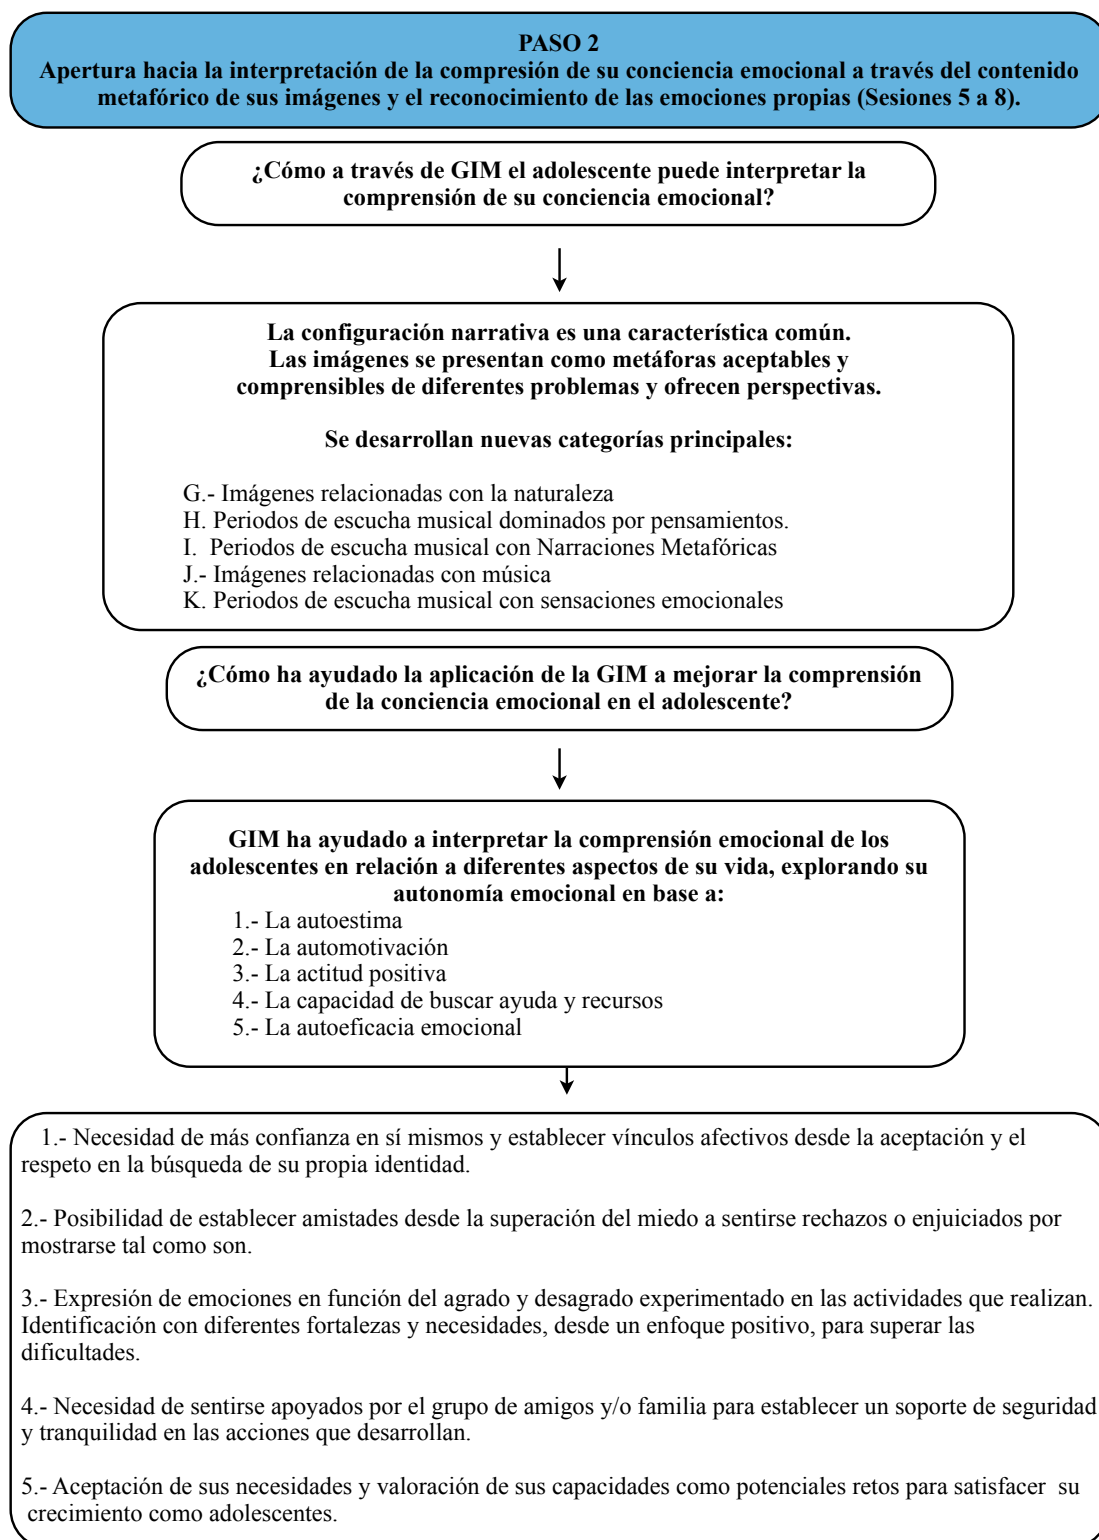 PASO 2
Apertura hacia la interpretación de la compresión de su conciencia emocional a través del contenido
metafórico de sus imágenes y el reconocimiento de las emociones propias (Sesiones 5 a 8).
¿Cómo a través de GIM el adolescente puede interpretar la
comprensión de su conciencia emocional?
La configuración narrativa es una característica común.
Las imágenes se presentan como metáforas aceptables y
comprensibles de diferentes problemas y ofrecen perspectivas.
Se desarrollan nuevas categorías principales:
G.- Imágenes relacionadas con la naturaleza
H. Periodos de escucha musical dominados por pensamientos.
I. Periodos de escucha musical con Narraciones Metafóricas
J.- Imágenes relacionadas con música
K. Periodos de escucha musical con sensaciones emocionales
¿Cómo ha ayudado la aplicación de la GIM a mejorar la comprensión
de la conciencia emocional en el adolescente?
GIM ha ayudado a interpretar la comprensión emocional de los
adolescentes en relación a diferentes aspectos de su vida, explorando su
autonomía emocional en base a:
1.- La autoestima
2.- La automotivación
3.- La actitud positiva
4.- La capacidad de buscar ayuda y recursos
5.- La autoeficacia emocional
1.- Necesidad de más confianza en sí mismos y establecer vínculos afectivos desde la aceptación y el
respeto en la búsqueda de su propia identidad.
2.- Posibilidad de establecer amistades desde la superación del miedo a sentirse rechazos o enjuiciados por
mostrarse tal como son.
3.- Expresión de emociones en función del agrado y desagrado experimentado en las actividades que realizan.
Identificación con diferentes fortalezas y necesidades, desde un enfoque positivo, para superar las
dificultades.
4.- Necesidad de sentirse apoyados por el grupo de amigos y/o familia para establecer un soporte de seguridad
y tranquilidad en las acciones que desarrollan.
5.- Aceptación de sus necesidades y valoración de sus capacidades como potenciales retos para satisfacer su
crecimiento como adolescentes.